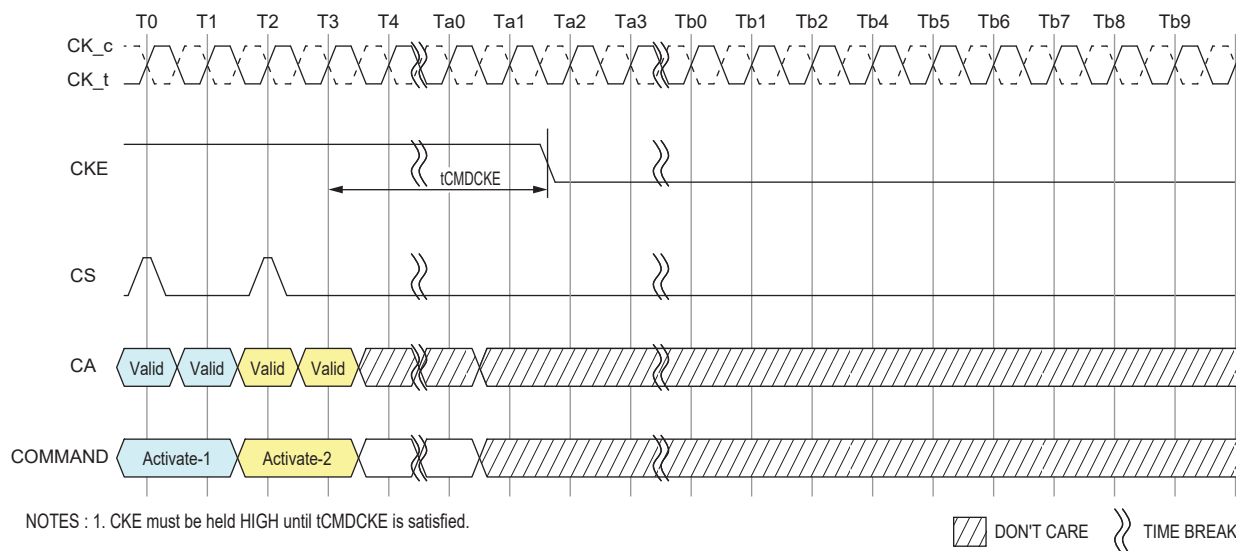 T0 T1 T2 T3 T4 Ta0 Ta1 Ta2 Ta3 Tb0 Tb1 Tb2 Tb4 Tb5 Tb6 Tb7 Tb8 Tb9
CK_c
CK_t
CKE
tCMDCKE
CS
CA Valid Valid Valid Valid
COMMAND Activate-1 Activate-2
NOTES : 1. CKE must be held HIGH until tCMDCKE is satisfied.
DON'T CARE TIME BREAK